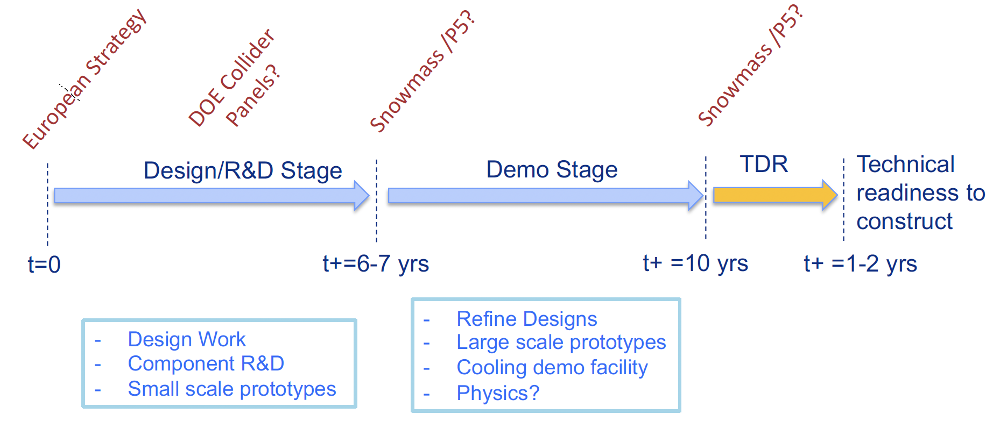 European Strategy
DOE Collider
Panels?
Snowmass /P5?
Snowmass /P5?
Design/R&D Stage
Demo Stage
TDR
Technical
readiness to
construct
t=0
t+=6-7 yrs
t+ =10 yrs
t+ =1-2 yrs
- Design Work
- Component R&D
- Small scale prototypes
- Refine Designs
- Large scale prototypes
- Cooling demo facility
- Physics?